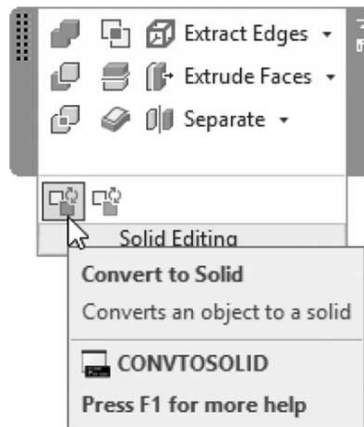 Extract Edges
Extrude Faces
Separate
Solid Editing
Convert to Solid
Converts an object to a solid
CONVTOSOLID
Press F1 for more help